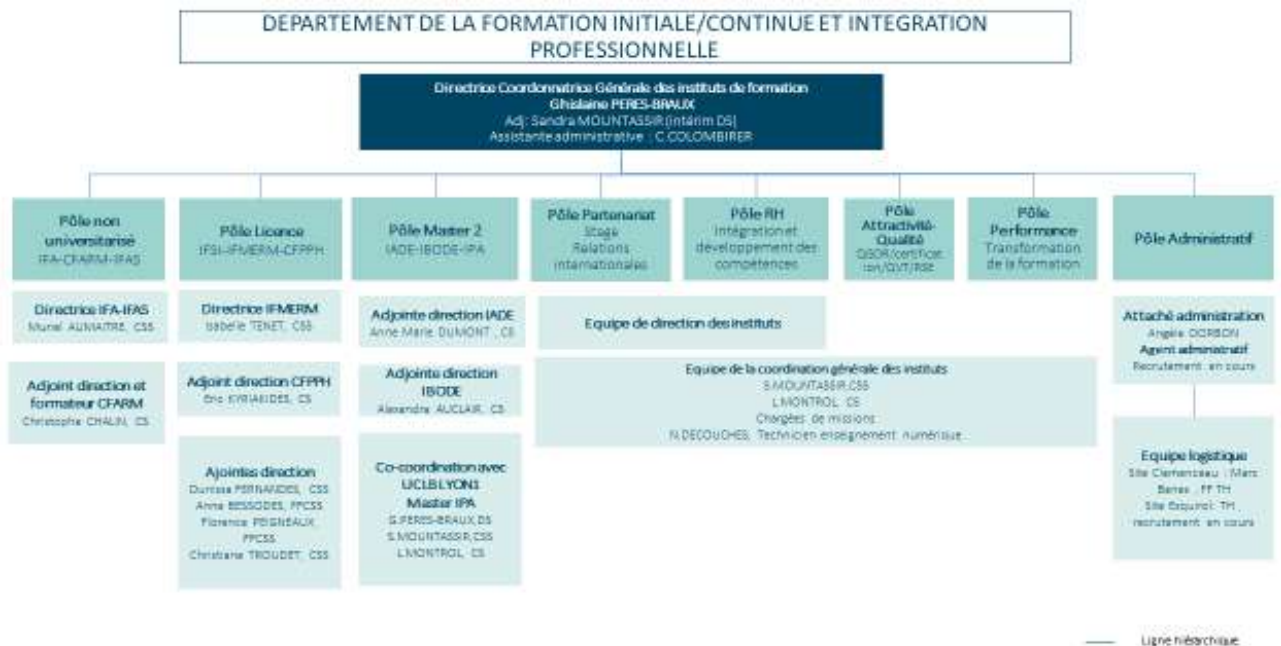 DEPARTEMENT DE LA FORMATION INITIALE/CONTINUE ET INTEGRATION
PROFESSIONNELLE
Directrice Coordonnatrice Générale des instituts de formation
Ghislaine PERES-BRAUX
Adj: Sandra MOUNTASSIR (intérim DS)
Assistante administrative : C.COLOMBIRER
Pôle non
universitarisé
IFA-CFARM-IFAS
Pôle Licence
IFSI-IFMERM-CFPPH
Pôle Master 2
IADE-IBODE-IPA
Pôle Partenariat
Stage
Relations
internationales
Pôle RH
Intégration et
développement des
compétences
Pôle
Attractivité-
Qualité
QSDR/certificat
ion/QVT/RSE
Pôle
Performance
Transformation
de la formation
Pôle Administratif
Directrice IFA-IFAS
Muriel AUMAITRE, CSS
Adjoint direction et
formateur CFARM
Christophe CHALIN, CS
Directrice IFMERM
Isabelle TENET, CSS
Adjoint direction CFPPH
Eric KYRIAKIDES, CS
Ajointes direction
FERNANDES, CSS
Anne BESSODES, FFCSS
Florence PEIGNEAUX,
FFCSS
Christiane TROUDET, CSS
Adjointe direction IADE
Anne Marie DUMONT , CS
Adjointe direction
IBODE
Alexandra AUCLAIR, CS
Co-coordination avec
UCLB LYON1
Master IPA
G.PERES-BRAUX,DS
S.MOUNTASSIR,CSS
L.MONTROL, CS
Equipe de direction des instituts
Equipe de la coordination générale des instituts
S.MOUNTASSIR,CSS
L.MONTROL, CS
Chargées de missions
N.DECOUCHES, Technicien enseignement numérique
Attaché administration
Angèle DORBON
Agent administratif
Recrutement en cours
Equipe logistique
Site Clemenceau : Marc
Barres : FF TH
Site Esquirol: TH
recrutement en cours
Ligne hiérarchique